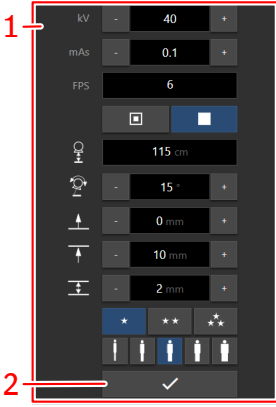 1
kV - 40 +
mAs - 0.1 +
FPS 6
115 cm
- 15 ° +
- 0 mm +
- 10 mm +
- 2 mm +
2